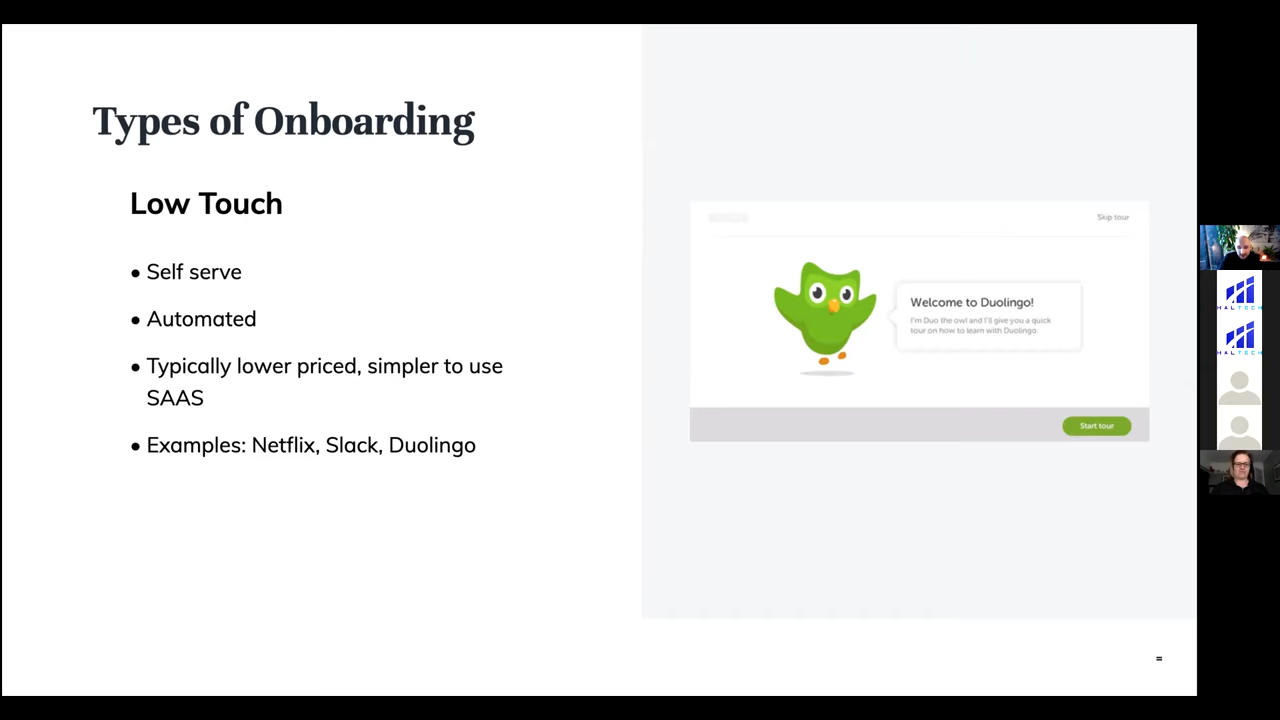 Types of Onboarding
Low Touch
• Self serve
• Automated
• Typically lower priced, simpler to use
SAAS
• Examples: Netflix, Slack, Duolingo
Skip tour
Welcome to Duolingo!
I'm Duo the owl and I'll give you a quick
tour on how to learn with Duolingo.
Start tour
HALTECH
HALTECH